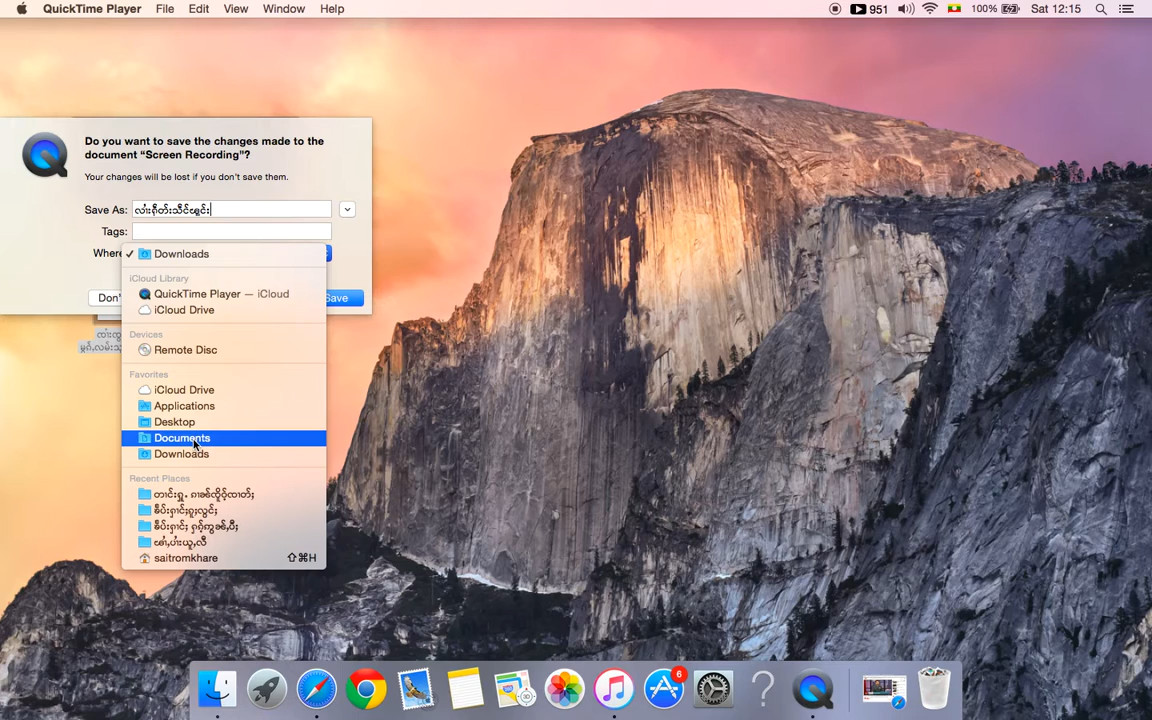 QuickTime Player File Edit View Window Help 951 100% Sat 12:15
Do you want to save the changes made to the
document “Screen Recording”?
Your changes will be lost if you don't save them.
Save As:
Tags:
Where
Downloads
iCloud Library
QuickTime Player — iCloud
iCloud Drive
Don' Save
Devices
Remote Disc
Favorites
iCloud Drive
Applications
Desktop
Documents
Downloads
Recent Places
saitromkhare ⇧⌘H
6